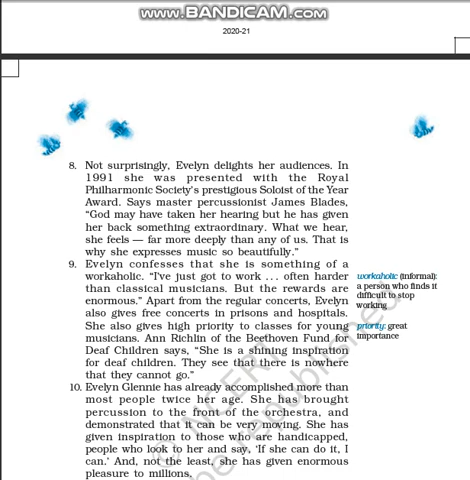 www.BANDICAM.com
2020-21
8. Not surprisingly, Evelyn delights her audiences. In
1991 she was presented with the Royal
Philharmonic Society's prestigious Soloist of the Year
Award. Says master percussionist James Blades,
“God may have taken her hearing but he has given
her back something extraordinary. What we hear,
she feels — far more deeply than any of us. That is
why she expresses music so beautifully.”
9. Evelyn confesses that she is something of a
workaholic. “I've just got to work . . . often harder
than classical musicians. But the rewards are
enormous.” Apart from the regular concerts, Evelyn
also gives free concerts in prisons and hospitals.
She also gives high priority to classes for young
musicians. Ann Richlin of the Beethoven Fund for
Deaf Children says, “She is a shining inspiration
for deaf children. They see that there is nowhere
that they cannot go.”
10. Evelyn Glennie has already accomplished more than
most people twice her age. She has brought
percussion to the front of the orchestra, and
demonstrated that it can be very moving. She has
given inspiration to those who are handicapped,
people who look to her and say, ‘If she can do it, I
can.’ And, not the least, she has given enormous
pleasure to millions.
workaholic (informal):
a person who finds it
difficult to stop
working
priority: great
importance
© NCERT
be republished